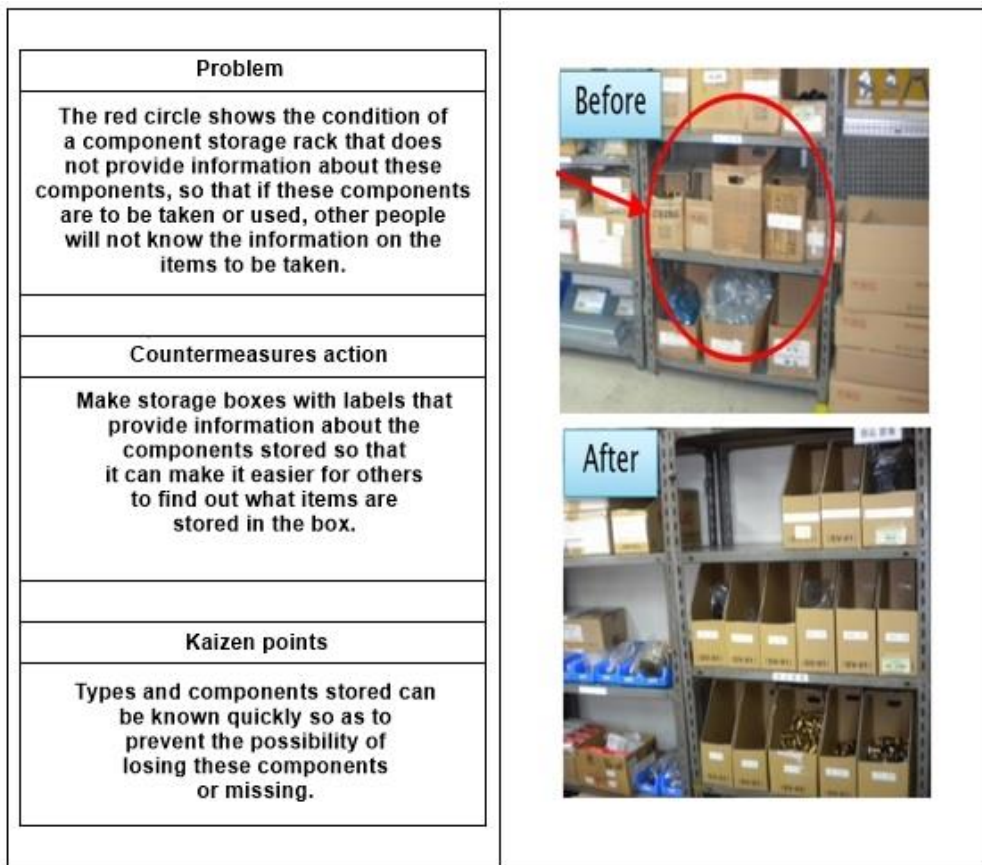 Problem
The red circle shows the condition of
a component storage rack that does
not provide information about these
components, so that if these components
are to be taken or used, other people
will not know the information on the
items to be taken.
Countermeasures action
Make storage boxes with labels that
provide information about the
components stored so that
it can make it easier for others
to find out what items are
stored in the box.
Kaizen points
Types and components stored can
be known quickly so as to
prevent the possibility of
losing these components
or missing.
Before
After